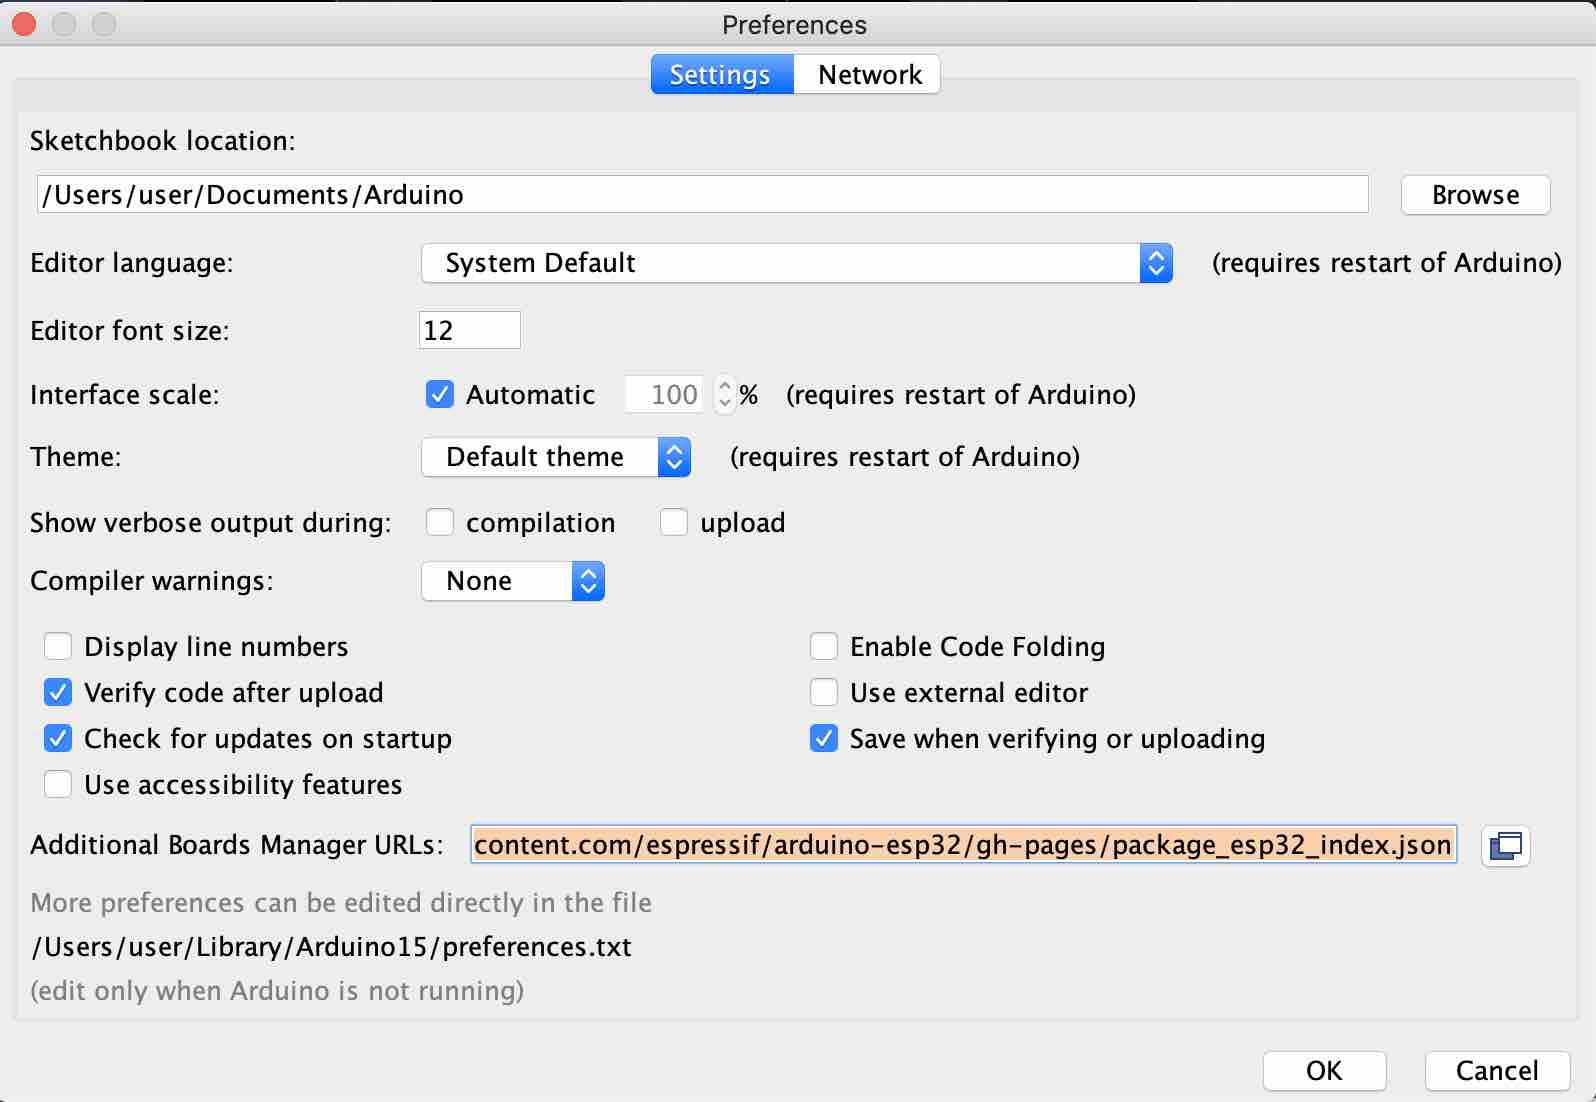 Preferences
Settings Network
Sketchbook location:
/Users/user/Documents/Arduino Browse
Editor language: System Default (requires restart of Arduino)
Editor font size: 12
Interface scale: Automatic 100 % (requires restart of Arduino)
Theme: Default theme (requires restart of Arduino)
Show verbose output during: compilation upload
Compiler warnings: None
Display line numbers Enable Code Folding
Verify code after upload Use external editor
Check for updates on startup Save when verifying or uploading
Use accessibility features
Additional Boards Manager URLs: content.com/espressif/arduino-esp32/gh-pages/package_esp32_index.json
More preferences can be edited directly in the file
/Users/user/Library/Arduino15/preferences.txt
(edit only when Arduino is not running)
OK Cancel